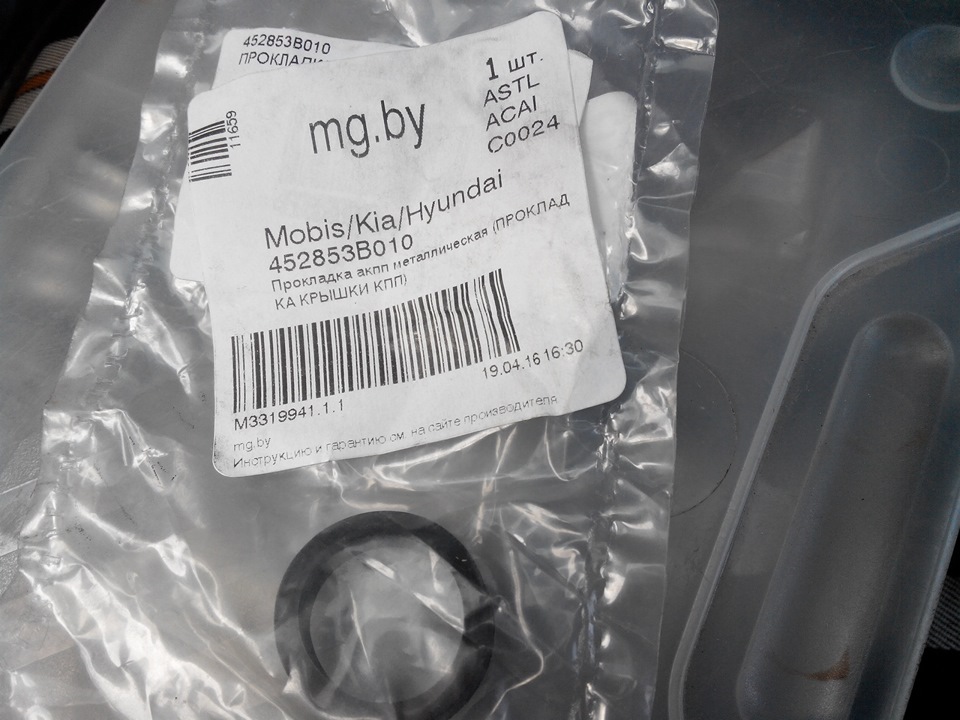 452853B010
ПРОКЛАДК
11659
mg.by
1 шт.
ASTL
ACAI
C0024
Mobis/Kia/Hyundai
452853B010
Прокладка акпп металлическая (ПРОКЛАД
КА КРЫШКИ КПП)
19.04.16 16:30
M3319941.1.1
mg.by
Инструкцию и гарантию см. на сайте производителя